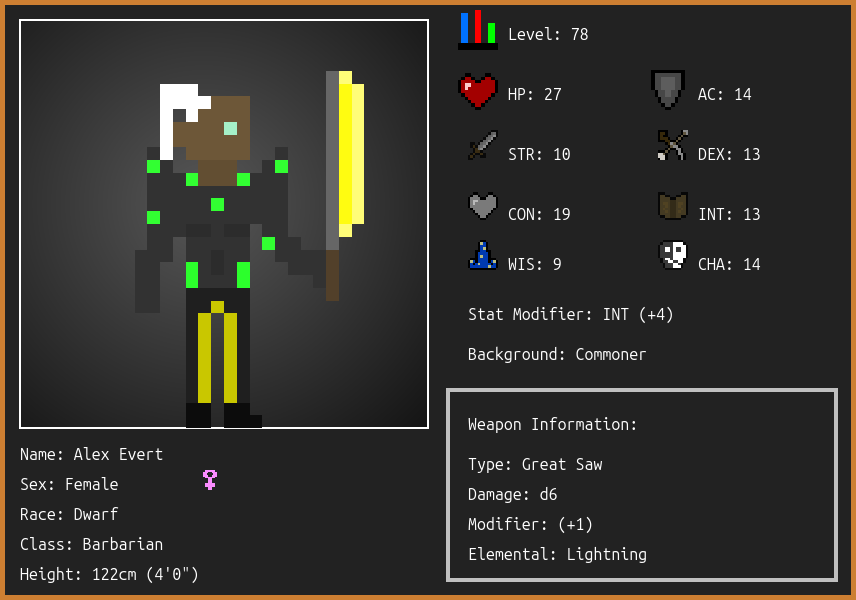 Level: 78
HP: 27
AC: 14
STR: 10
DEX: 13
CON: 19
INT: 13
WIS: 9
CHA: 14
Stat Modifier: INT (+4)
Background: Commoner
Weapon Information:
Type: Great Saw
Damage: d6
Modifier: (+1)
Elemental: Lightning
Name: Alex Evert
Sex: Female
Race: Dwarf
Class: Barbarian
Height: 122cm (4'0")